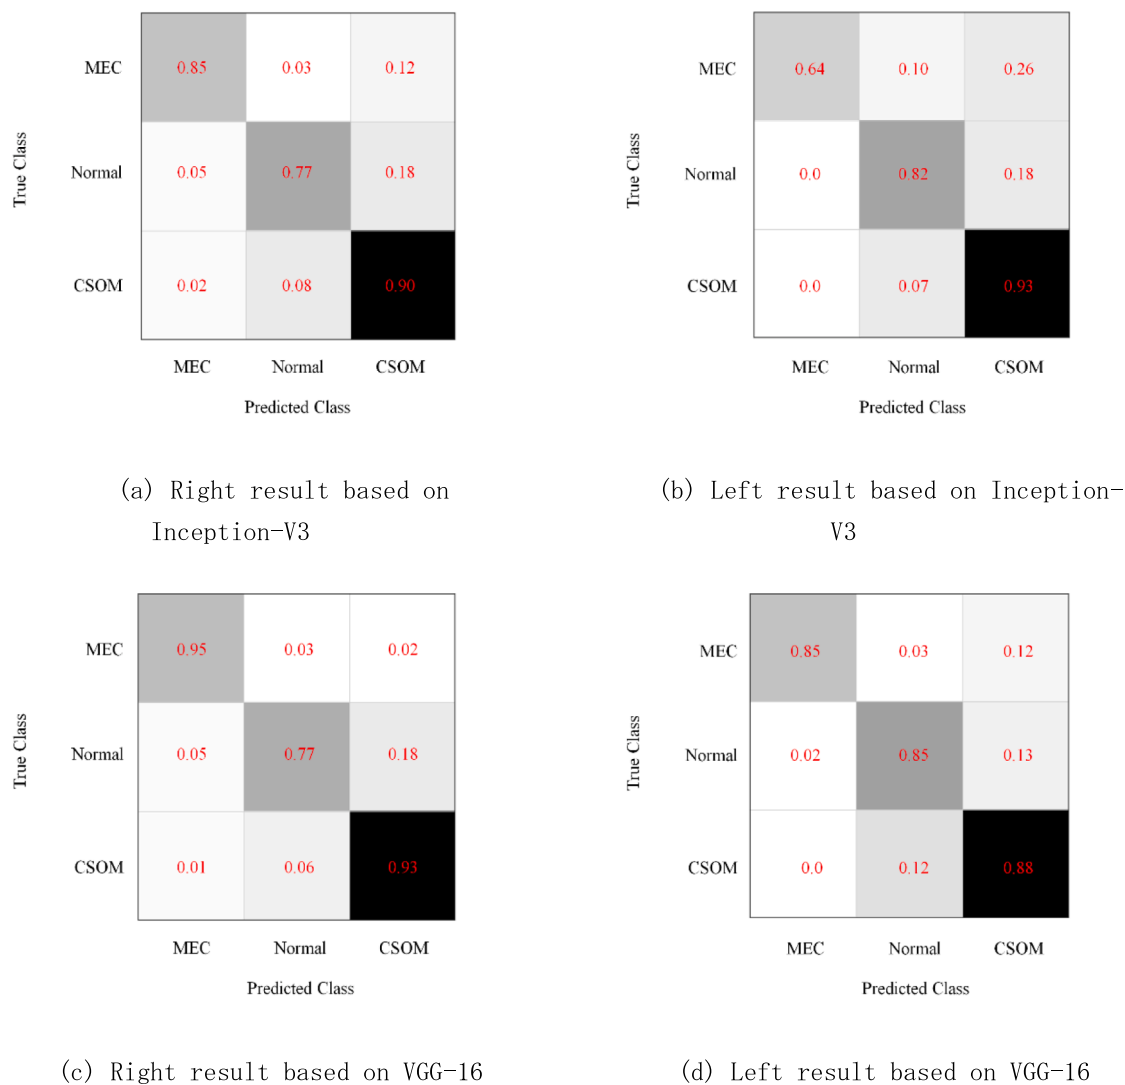 True Class
MEC 0.85 0.03 0.12
Normal 0.05 0.77 0.18
CSOM 0.02 0.08 0.90
MEC Normal CSOM
Predicted Class
(a) Right result based on
Inception-V3
True Class
MEC 0.64 0.10 0.26
Normal 0.0 0.82 0.18
CSOM 0.0 0.07 0.93
MEC Normal CSOM
Predicted Class
(b) Left result based on Inception-
V3
True Class
MEC 0.95 0.03 0.02
Normal 0.05 0.77 0.18
CSOM 0.01 0.06 0.93
MEC Normal CSOM
Predicted Class
(c) Right result based on VGG-16
True Class
MEC 0.85 0.03 0.12
Normal 0.02 0.85 0.13
CSOM 0.0 0.12 0.88
MEC Normal CSOM
Predicted Class
(d) Left result based on VGG-16